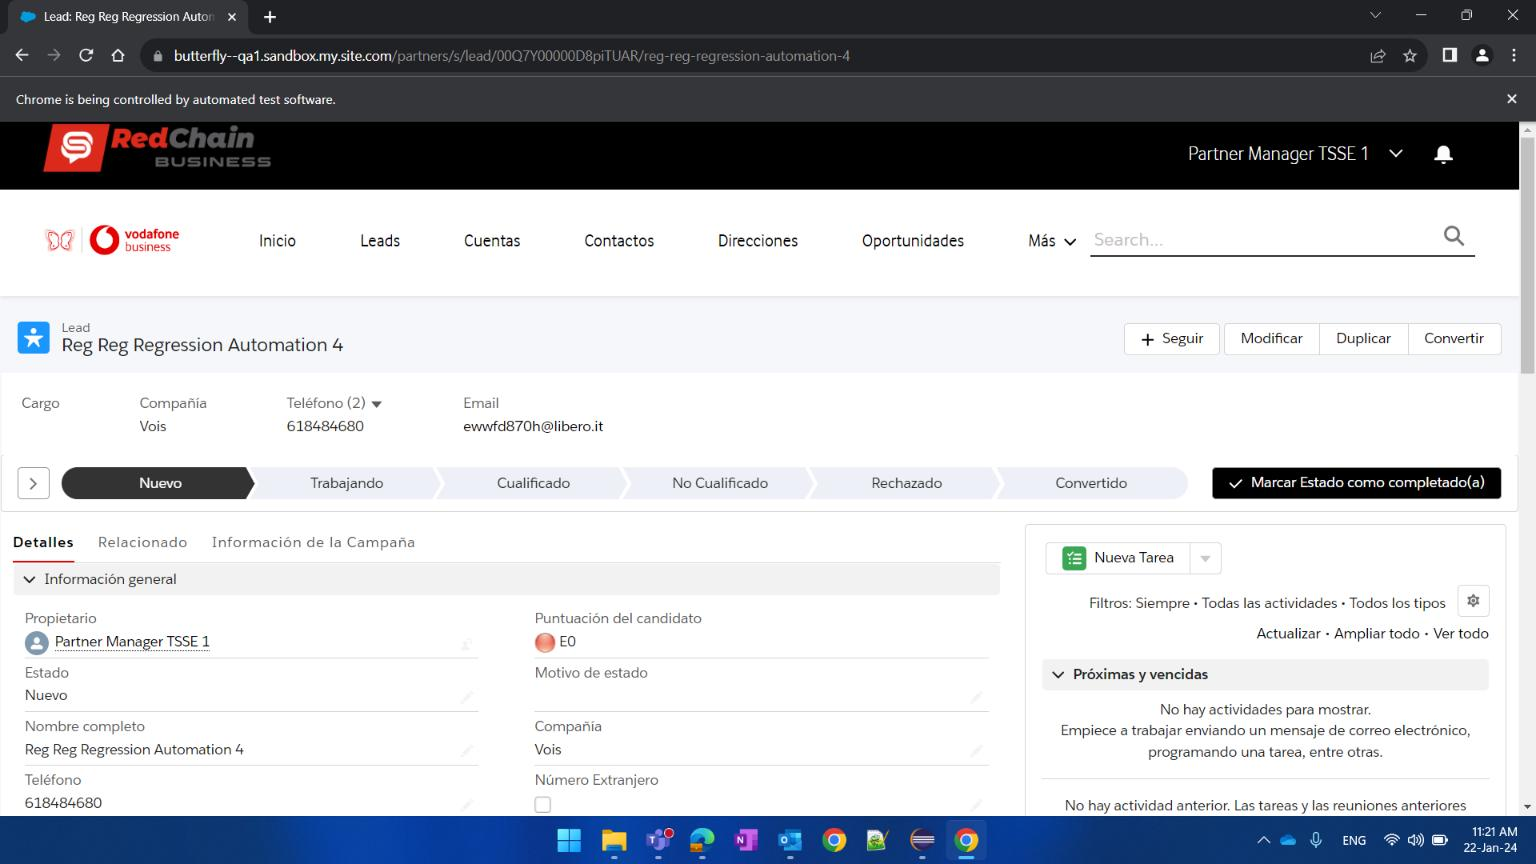 Lead: Reg Reg Regression Auton
butterfly--qa1.sandbox.my.site.com/partners/s/lead/00Q7Y00000D8piTUAR/reg-reg-regression-automation-4
Chrome is being controlled by automated test software.
RedChain
BUSINESS
Partner Manager TSSE 1
vodafone
business
Inicio
Leads
Cuentas
Contactos
Direcciones
Oportunidades
Más
Search...
Lead
Reg Reg Regression Automation 4
Seguir
Modificar
Duplicar
Convertir
Cargo
Compañía
Vois
Teléfono (2)
618484680
Email
ewwfd870h@libero.it
Nuevo
Trabajando
Cualificado
No Cualificado
Rechazado
Convertido
Marcar Estado como completado(a)
Detalles
Relacionado
Información de la Campaña
Información general
Propietario
Partner Manager TSSE 1
Puntuación del candidato
E0
Estado
Nuevo
Motivo de estado
Nombre completo
Reg Reg Regression Automation 4
Compañía
Vois
Teléfono
618484680
Número Extranjero
Nueva Tarea
Filtros: Siempre • Todas las actividades • Todos los tipos
Actualizar • Ampliar todo • Ver todo
Próximas y vencidas
No hay actividades para mostrar.
Empiece a trabajar enviando un mensaje de correo electrónico,
programando una tarea, entre otras.
No hay actividad anterior. Las tareas y las reuniones anteriores
ENG
11:21 AM
22-Jan-24